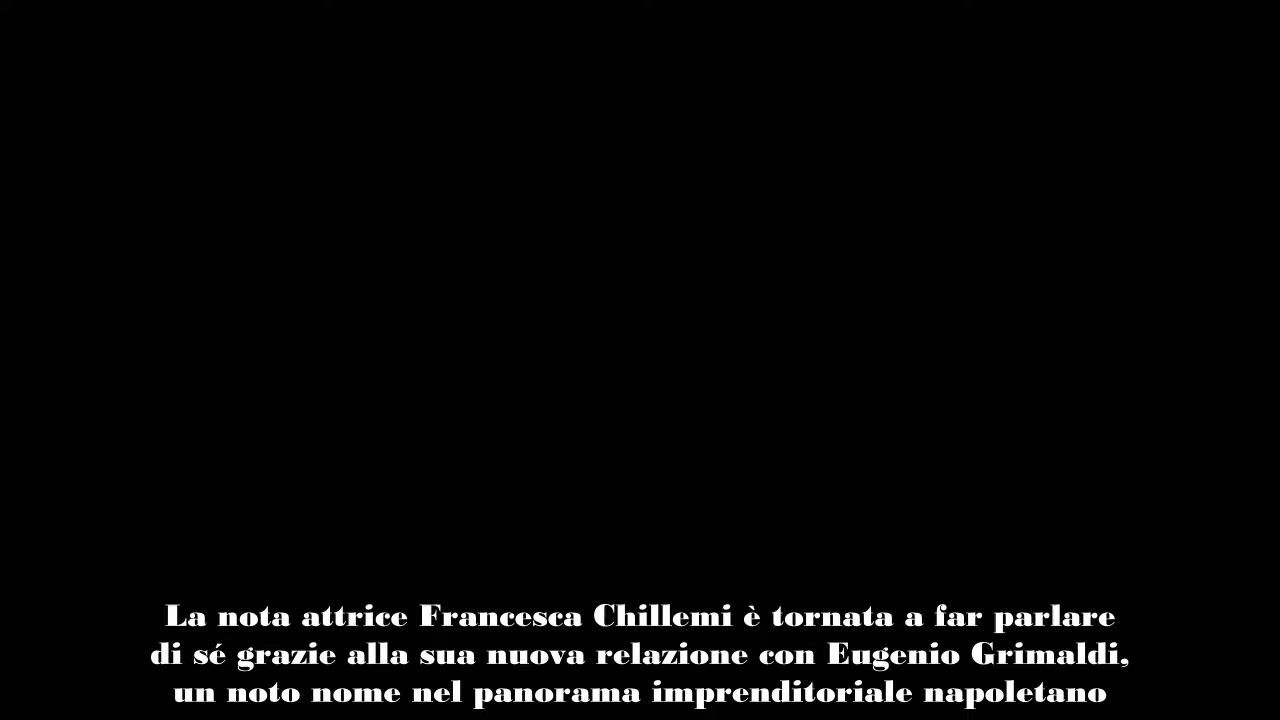 La nota attrice Francesca Chillemi è tornata a far parlare
di sé grazie alla sua nuova relazione con Eugenio Grimaldi,
un noto nome nel panorama imprenditoriale napoletano